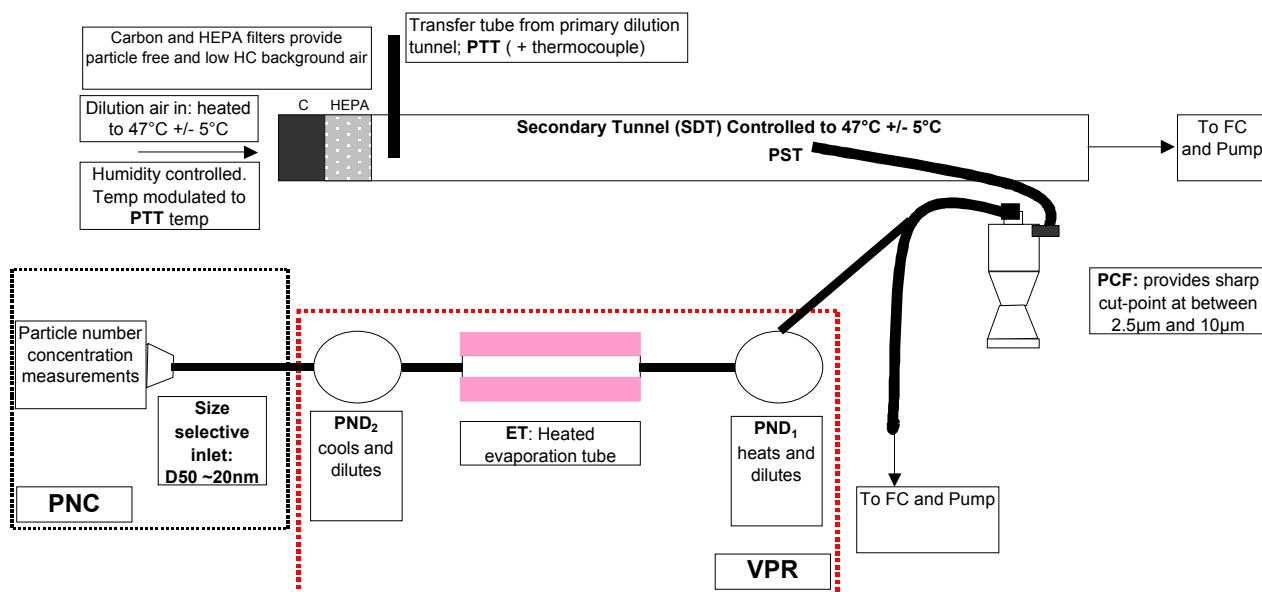 Carbon and HEPA filters provide
particle free and low HC background air
Transfer tube from primary dilution
tunnel; PTT ( + thermocouple)
Dilution air in: heated
to 47°C +/- 5°C
C
HEPA
Secondary Tunnel (SDT) Controlled to 47°C +/- 5°C
PST
To FC
and Pump
Humidity controlled.
Temp modulated to
PTT temp
PCF: provides sharp
cut-point at between
2.5µm and 10µm
Particle number
concentration
measurements
Size
selective
inlet:
D50 ~20nm
PNC
PND₂
cools and
dilutes
ET: Heated
evaporation tube
PND₁
heats and
dilutes
To FC and Pump
VPR